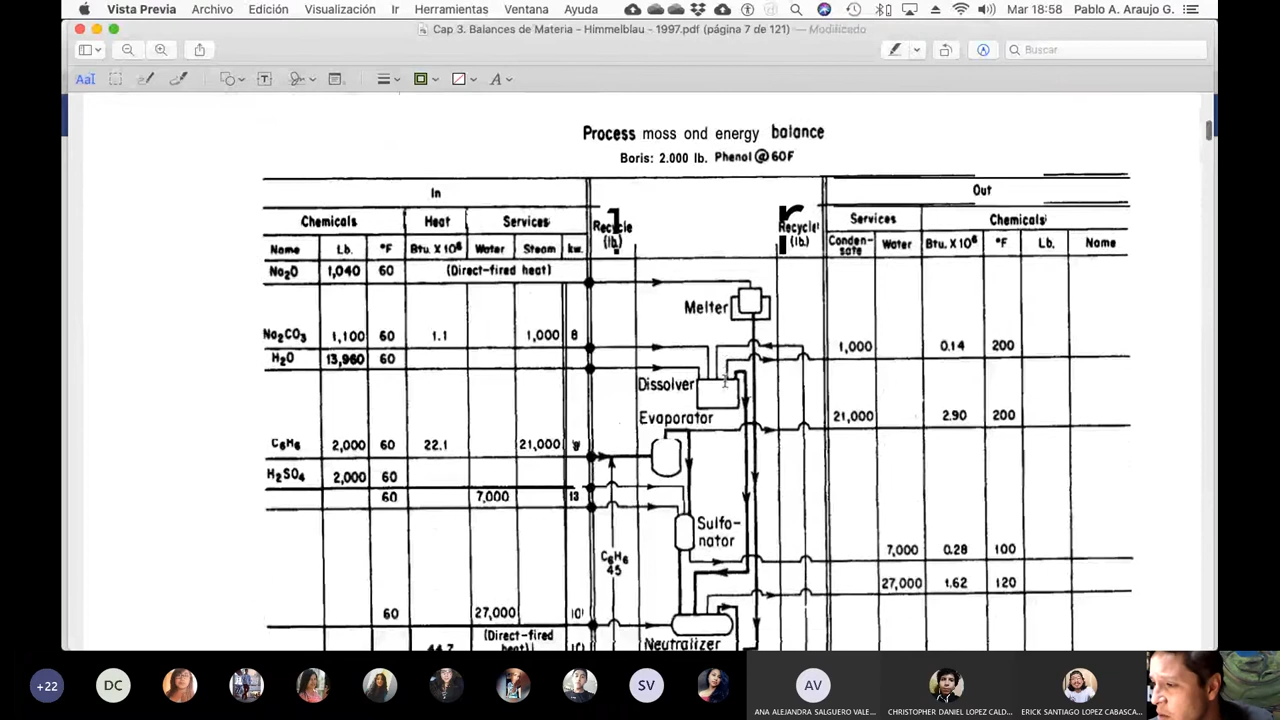 Vista Previa Archivo Edición Visualización Ir Herramientas Ventana Ayuda Mar 18:58 Pablo A. Araujo G.
Cap 3. Balances de Materia - Himmelblau - 1997.pdf (página 7 de 121) — Modificado
Buscar
AaI T A
Process moss ond energy balance
Boris: 2.000 lb. Phenol @ 60F
In Out
Chemicals Heat Services Recycle (lb.) Recycle (lb.) Services Chemicals
Name Lb. °F Btu. X 10⁶ Water Steam kw. Conden-sate Water Btu. X 10⁶ °F Lb. Name
Na₂O 1,040 60 (Direct-fired heat)
Melter
Na₂CO₃ 1,100 60 1.1 1,000 8 1,000 0.14 200
H₂O 13,960 60
Dissolver
Evaporator 21,000 2.90 200
C₆H₆ 2,000 60 22.1 21,000
H₂SO₄ 2,000 60
60 7,000 13
Sulfo-
nator
C₆H₆
45
7,000 0.28 100
27,000 1.62 120
60 27,000 10
(Direct-fired
heat)
Neutralizer
+22 DC SV AV
ANA ALEJANDRA SALGUERO VALE... CHRISTOPHER DANIEL LOPEZ CALD... ERICK SANTIAGO LOPEZ CABASCA...